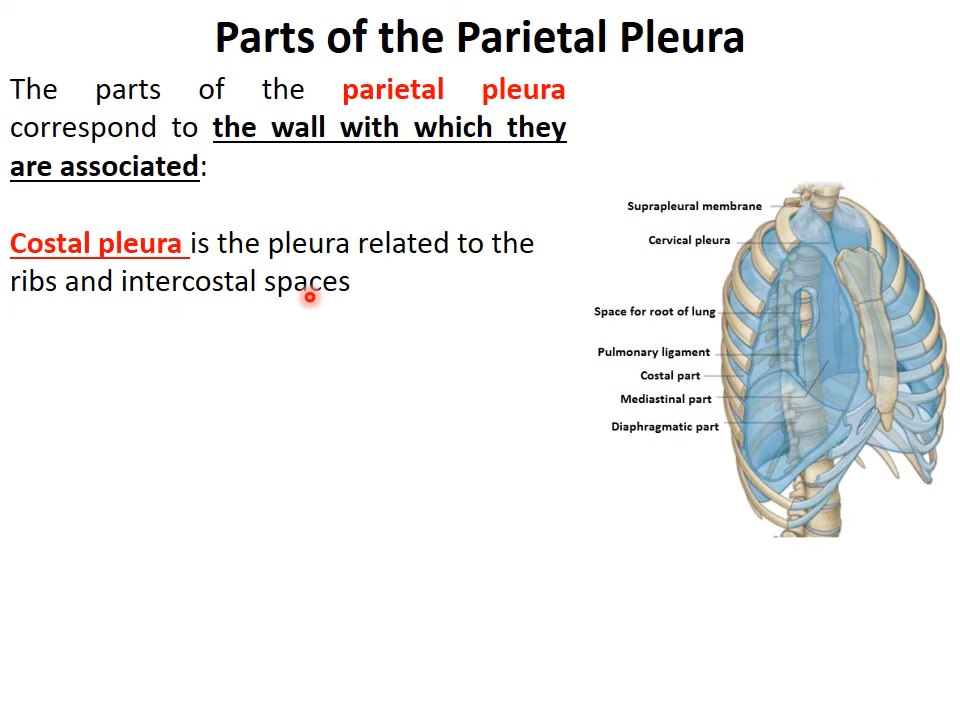 Parts of the Parietal Pleura
The parts of the parietal pleura
correspond to the wall with which they
are associated:
Costal pleura is the pleura related to the
ribs and intercostal spaces
Suprapleural membrane
Cervical pleura
Space for root of lung
Pulmonary ligament
Costal part
Mediastinal part
Diaphragmatic part